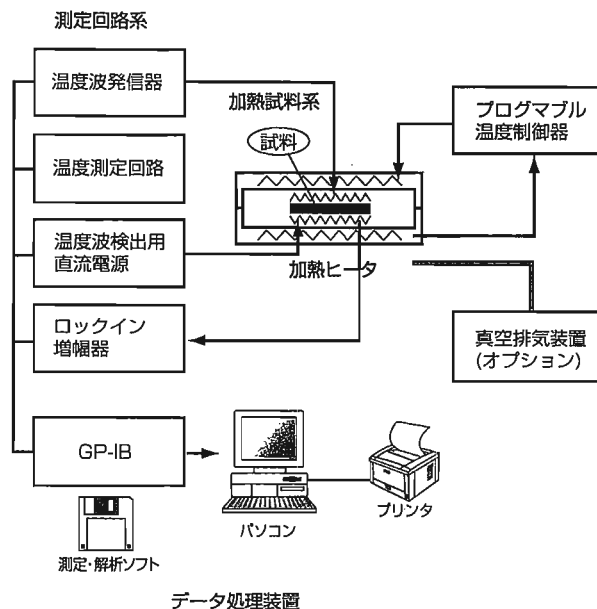 測定回路系
温度波発信器
加熱試料系
プログマブル
温度制御器
試料
温度測定回路
温度波検出用
直流電源
加熱ヒータ
ロックイン
増幅器
真空排気装置
(オプション)
GP-IB
パソコン
プリンタ
測定・解析ソフト
データ処理装置